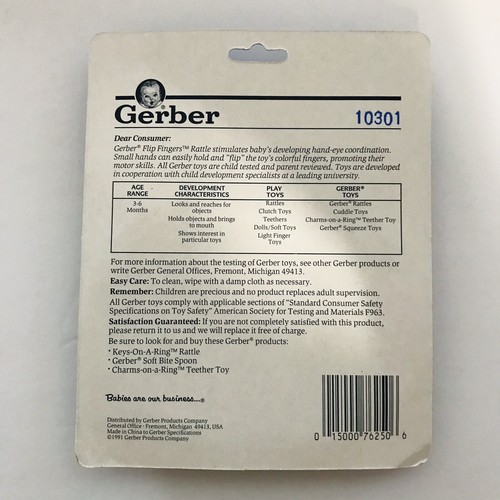 Gerber
10301
Dear Consumer:
Gerber® Flip Fingers™ Rattle stimulates baby's developing hand-eye coordination.
Small hands can easily hold and "flip" the toy's colorful fingers, promoting their
motor skills. All Gerber toys are child tested and parent reviewed. Toys are developed
in cooperation with child development specialists at a leading university.
AGE RANGE DEVELOPMENT CHARACTERISTICS PLAY TOYS GERBER® TOYS
3-6 Months Looks and reaches for objects Rattles Gerber® Rattles
Clutch Toys Cuddle Toys
Holds objects and brings to mouth Teethers Charms-on-a-Ring™ Teether Toy
Dolls/Soft Toys Gerber® Squeeze Toys
Shows interest in particular toys Light Finger Toys
For more information about the testing of Gerber toys, see other Gerber products or
write Gerber General Offices, Fremont, Michigan 49413.
Easy Care: To clean, wipe with a damp cloth as necessary.
Remember: Children are precious and no product replaces adult supervision.
All Gerber toys comply with applicable sections of "Standard Consumer Safety
Specifications on Toy Safety" American Society for Testing and Materials F963.
Satisfaction Guaranteed: If you are not completely satisfied with this product,
please return it to us and we will replace it free of charge.
Be sure to look for and buy these Gerber® products:
· Keys-On-A-Ring™ Rattle
· Gerber® Soft Bite Spoon
· Charms-on-a-Ring™ Teether Toy
Babies are our business...®
Distributed by Gerber Products Company
General Office: Fremont, Michigan 49413, USA
Made in China to Gerber Specifications
©1991 Gerber Products Company
0 15000 76250 6